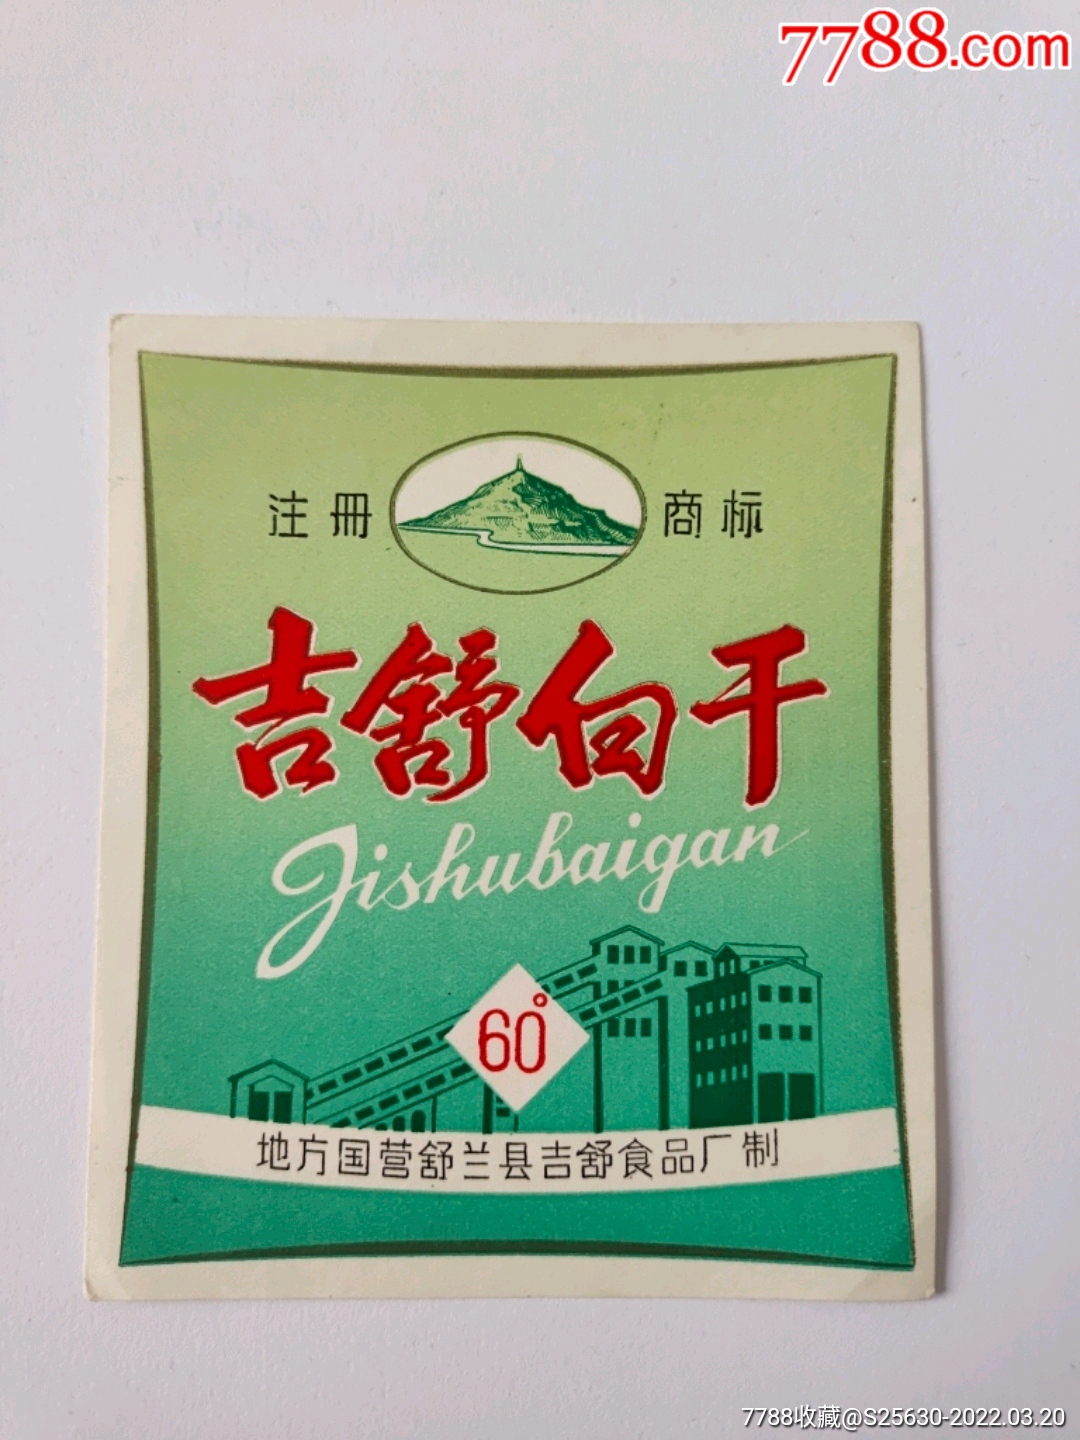 7788.com
注册 商标
吉舒白干
Jishubaigan
60°
地方国营舒兰县吉舒食品厂制
7788收藏@S25630-2022.03.20